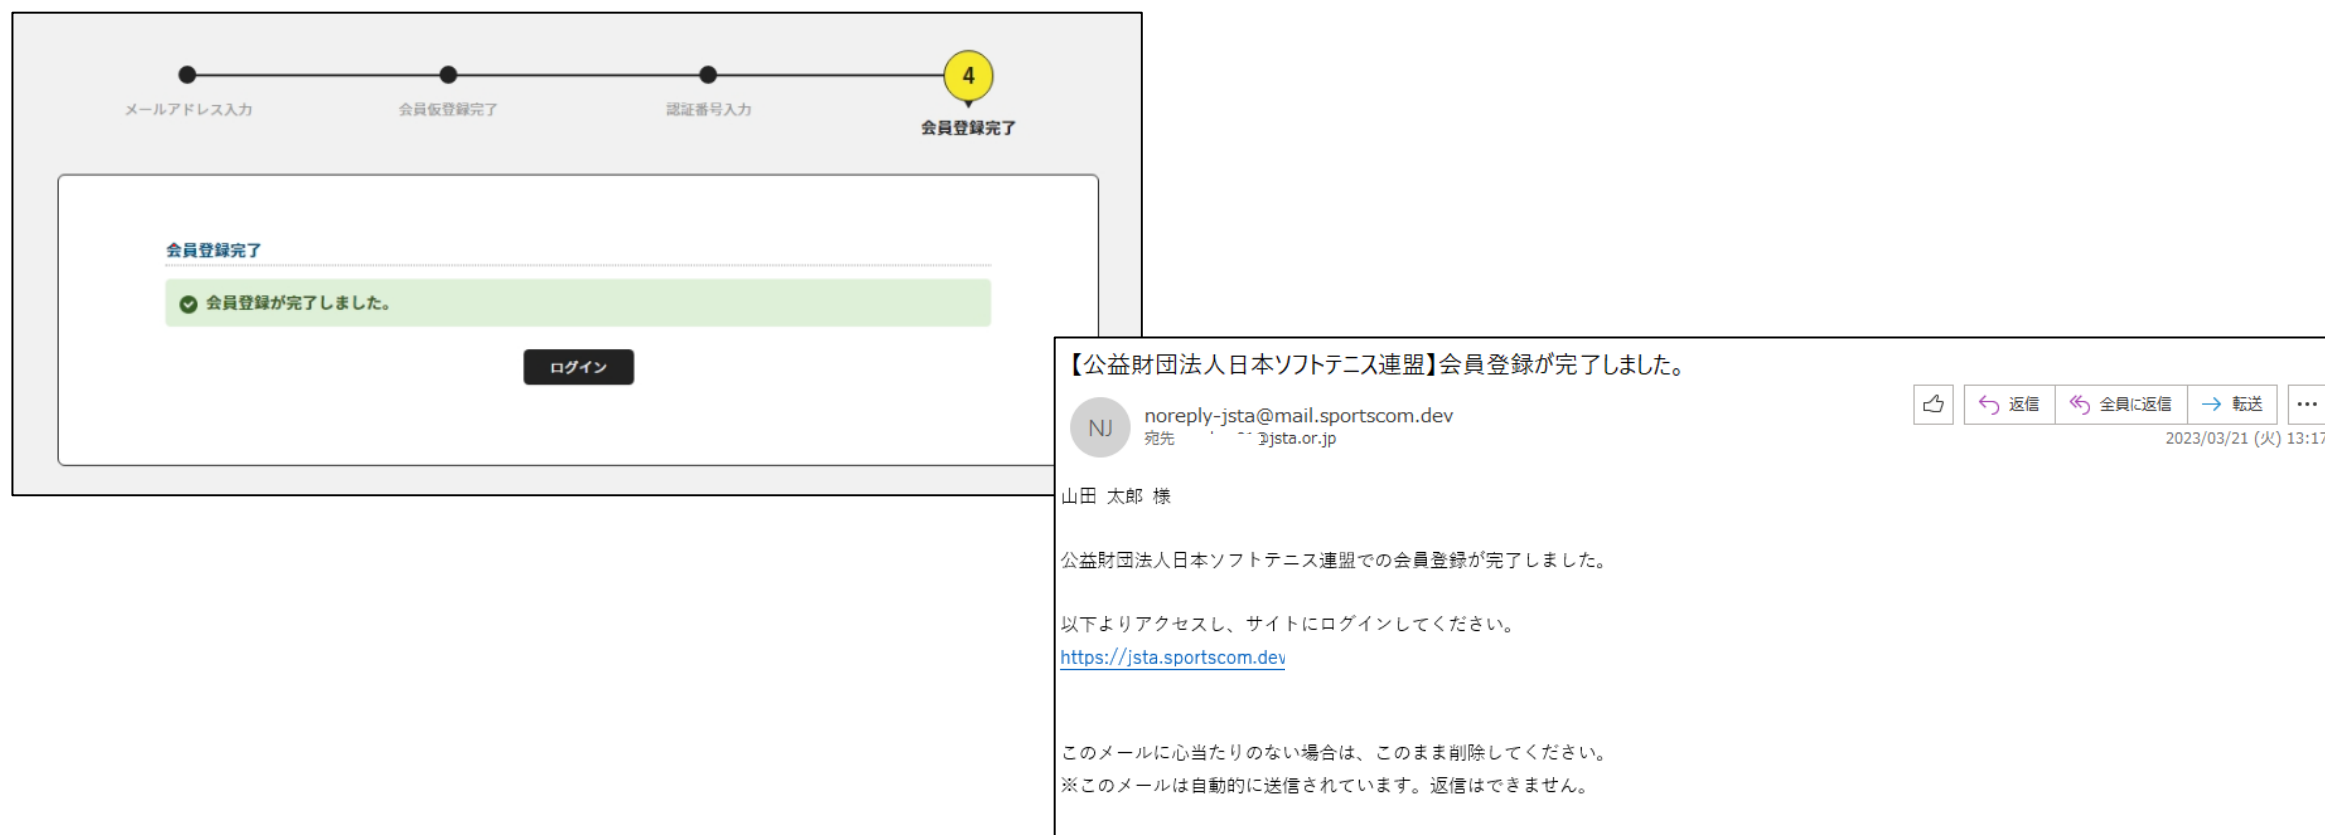 4
メールアドレス入力 会員仮登録完了 認証番号入力 会員登録完了
会員登録完了
会員登録が完了しました。
ログイン
【公益財団法人日本ソフトテニス連盟】会員登録が完了しました。
NJ
noreply-jsta@mail.sportscom.dev
宛先 @jsta.or.jp
返信 全員に返信 転送 …
2023/03/21 (火) 13:17
山田 太郎 様
公益財団法人日本ソフトテニス連盟での会員登録が完了しました。
以下よりアクセスし、サイトにログインしてください。
https://jsta.sportscom.dev
このメールに心当たりのない場合は、このまま削除してください。
※このメールは自動的に送信されています。返信はできません。